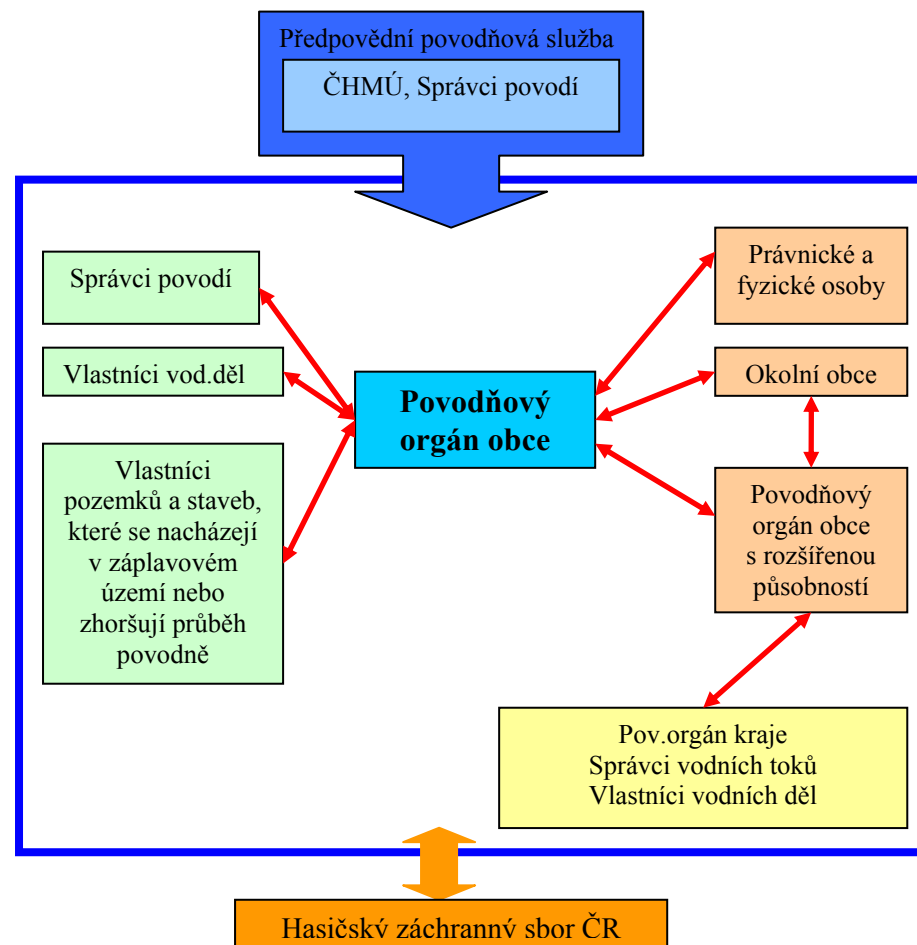 Předpovědní povodňová služba
ČHMÚ, Správci povodí
Správci povodí
Vlastníci vod.děl
Vlastníci
pozemků a staveb,
které se nacházejí
v záplavovém
území nebo
zhoršují průběh
povodně
Povodňový
orgán obce
Právnické a
fyzické osoby
Okolní obce
Povodňový
orgán obce
s rozšířenou
působností
Pov.orgán kraje
Správci vodních toků
Vlastníci vodních děl
Hasičský záchranný sbor ČR